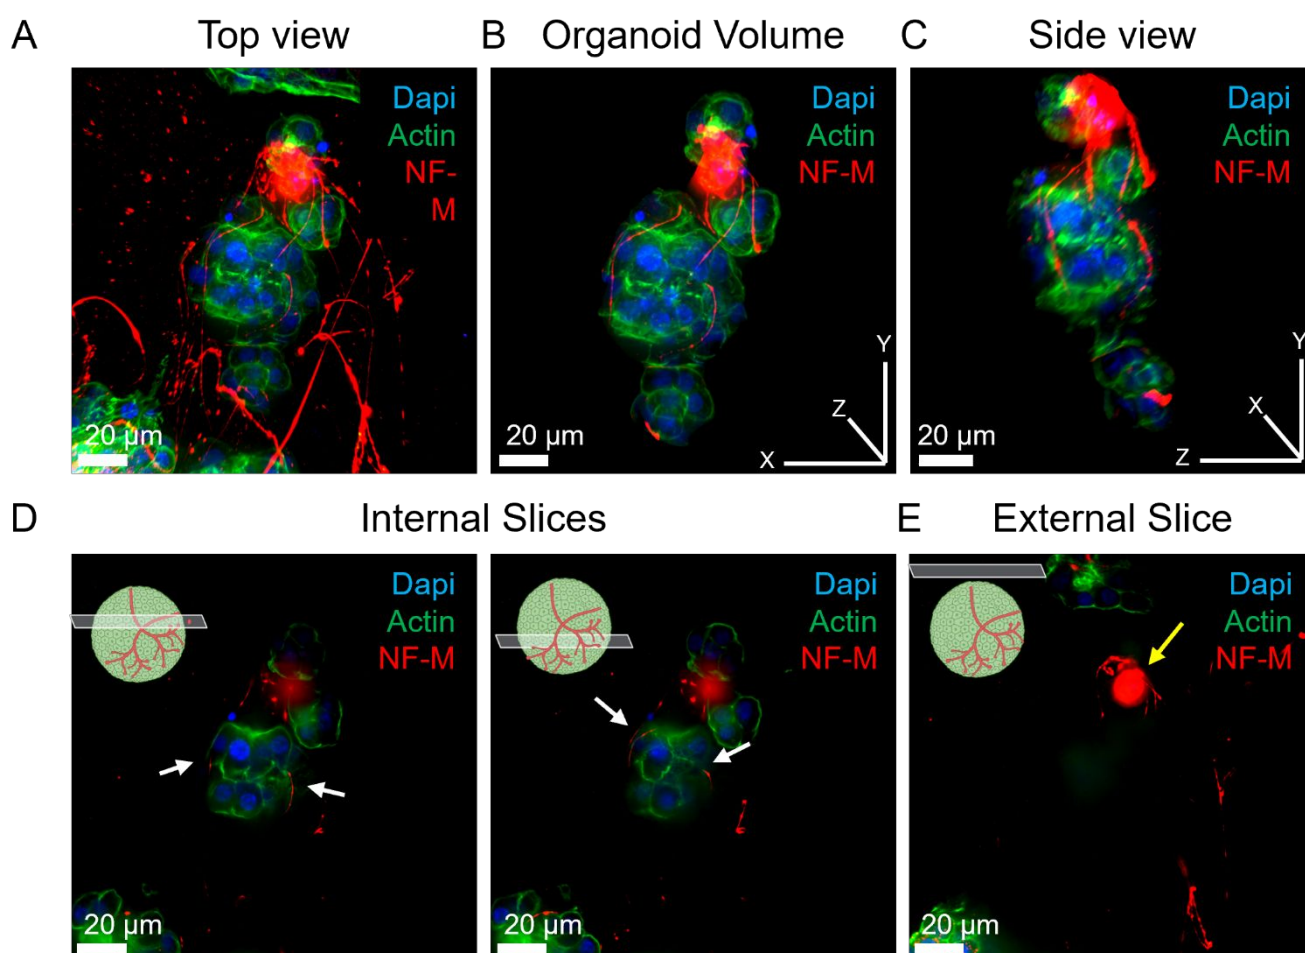 A
Top view
B
Organoid Volume
C
Side view
Dapi
Actin
NF-
M
20 µm
Dapi
Actin
NF-M
Y
Z
X
20 µm
Dapi
Actin
NF-M
Y
X
Z
20 µm
D
Internal Slices
E
External Slice
Dapi
Actin
NF-M
20 µm
Dapi
Actin
NF-M
20 µm
Dapi
Actin
NF-M
20 µm